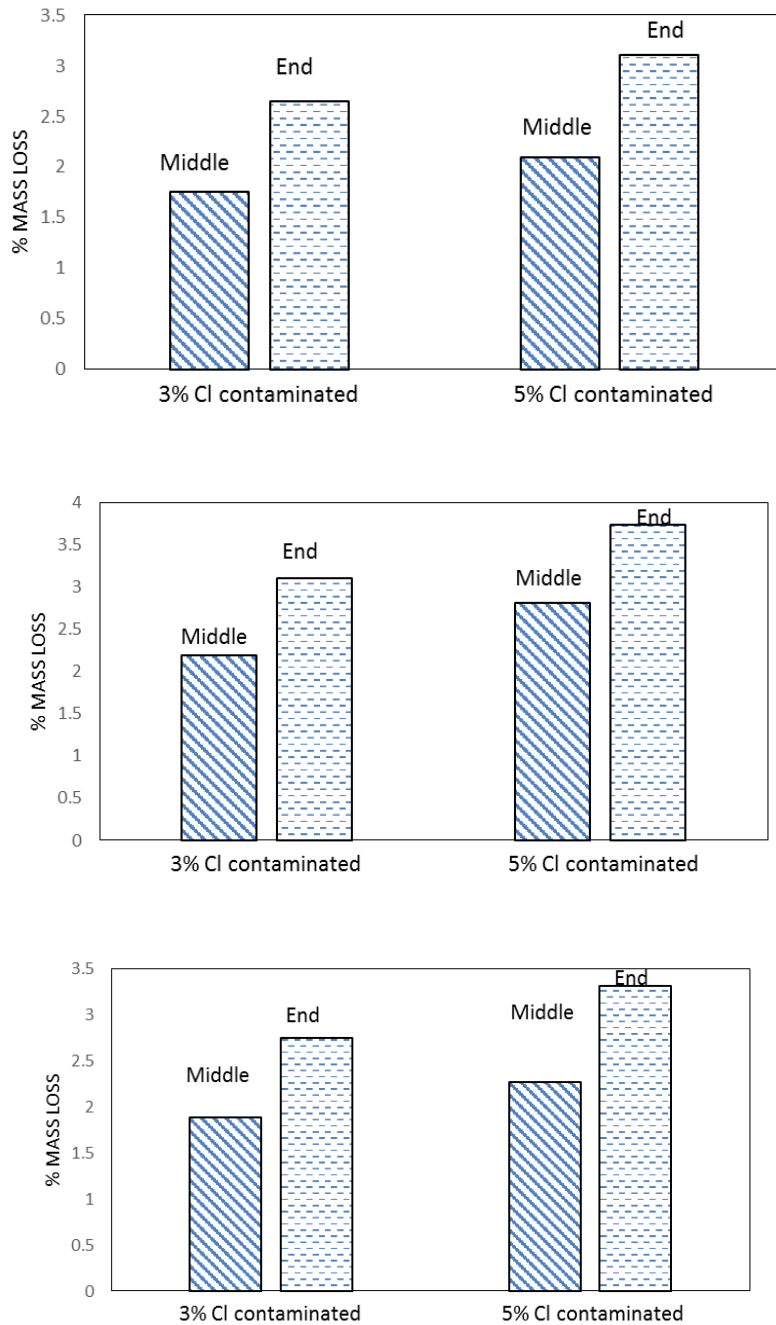 3.5
3
2.5
2
1.5
1
0.5
0
% MASS LOSS
Middle
End
Middle
End
3% Cl contaminated
5% Cl contaminated
4
3.5
3
2.5
2
1.5
1
0.5
0
% MASS LOSS
Middle
End
Middle
End
3% Cl contaminated
5% Cl contaminated
3.5
3
2.5
2
1.5
1
0.5
0
% MASS LOSS
Middle
End
Middle
End
3% Cl contaminated
5% Cl contaminated